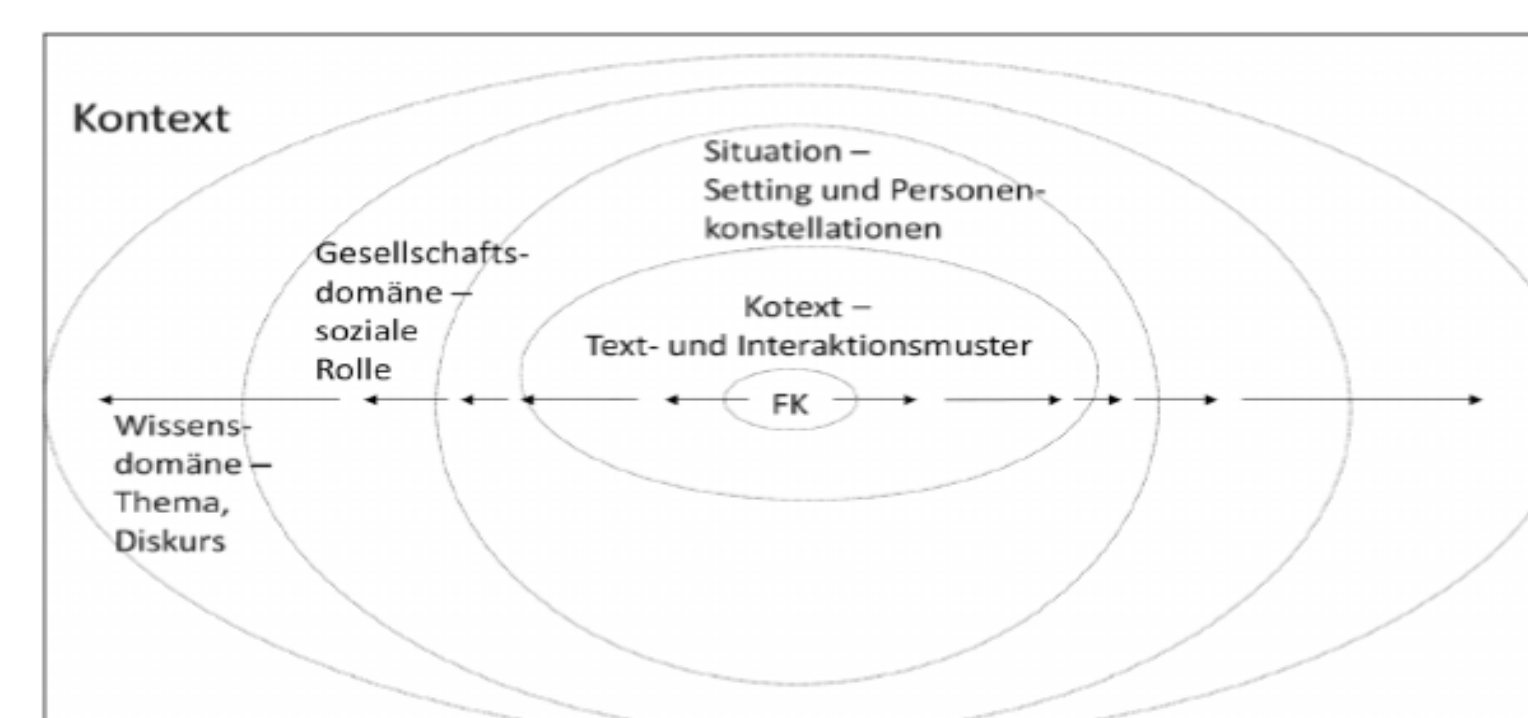 Kontext
Situation –
Setting und Personen-
konstellationen
Gesellschafts-
domäne –
soziale
Rolle
Kotext –
Text- und Interaktionsmuster
FK
Wissens-
domäne –
Thema,
Diskurs